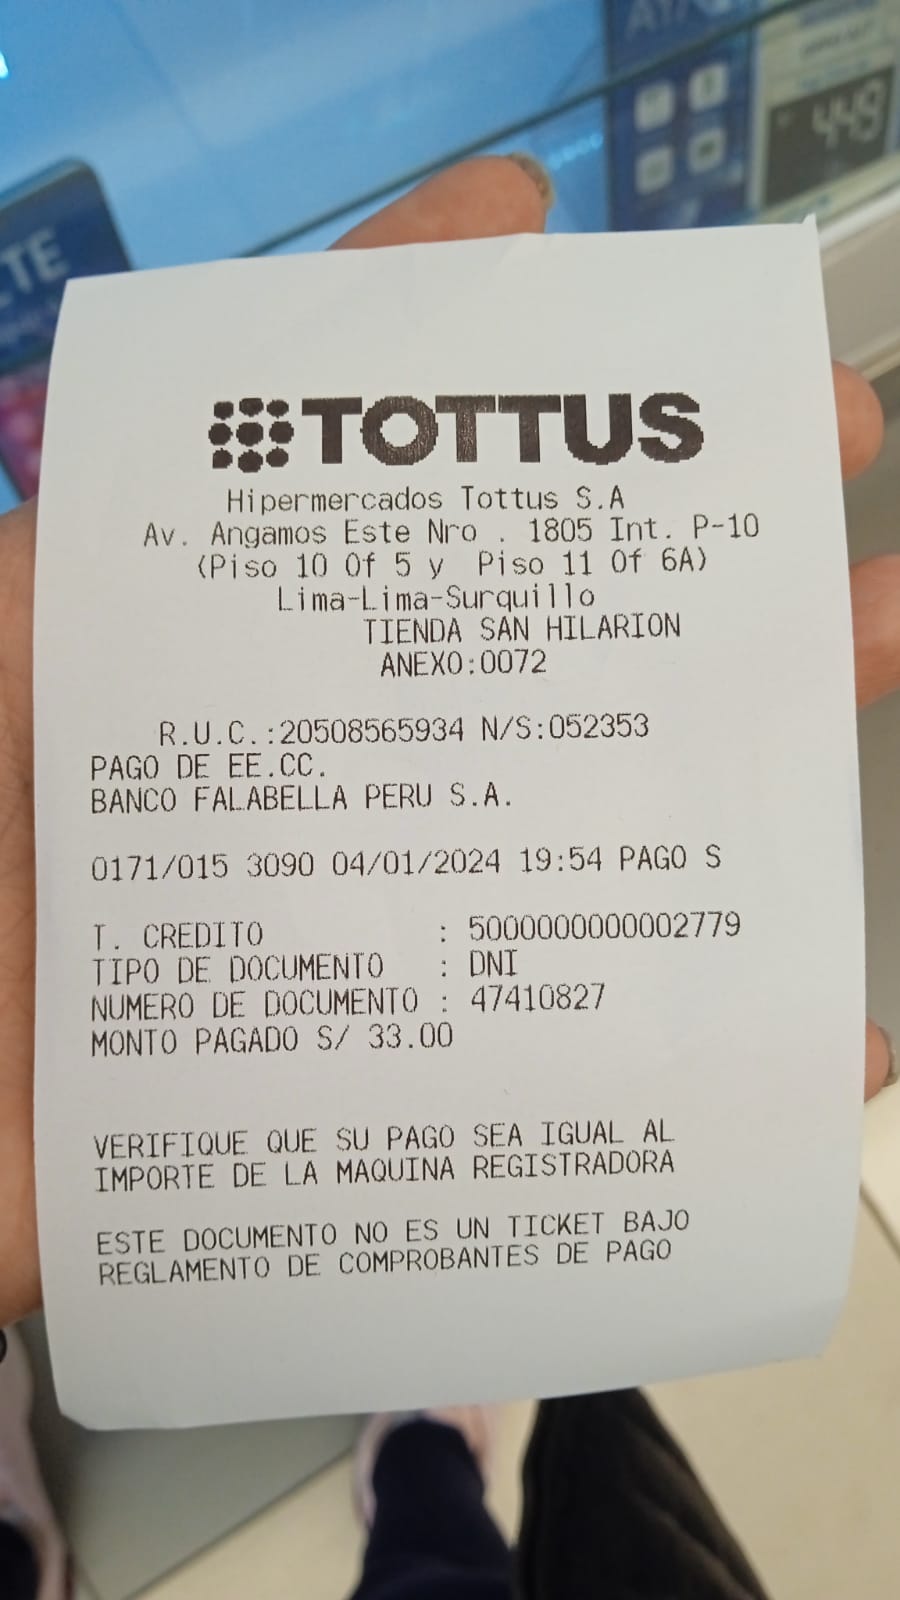 449
TE
TOTTUS
Hipermercados Tottus S.A
Av. Angamos Este Nro . 1805 Int. P-10
(Piso 10 Of 5 y Piso 11 Of 6A)
Lima-Lima-Surquillo
TIENDA SAN HILARION
ANEXO:0072
R.U.C.:20508565934 N/S:052353
PAGO DE EE.CC.
BANCO FALABELLA PERU S.A.
0171/015 3090 04/01/2024 19:54 PAGO S
T. CREDITO : 5000000000002779
TIPO DE DOCUMENTO : DNI
NUMERO DE DOCUMENTO : 47410827
MONTO PAGADO S/ 33.00
VERIFIQUE QUE SU PAGO SEA IGUAL AL
IMPORTE DE LA MAQUINA REGISTRADORA
ESTE DOCUMENTO NO ES UN TICKET BAJO
REGLAMENTO DE COMPROBANTES DE PAGO